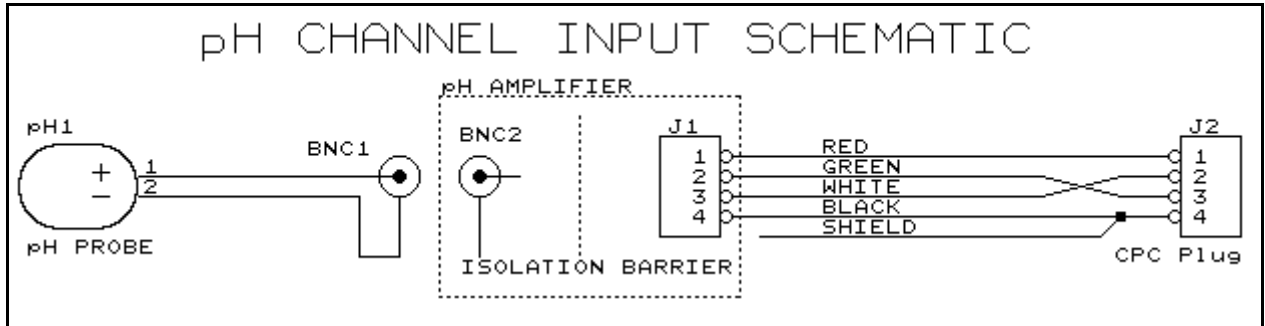 pH CHANNEL INPUT SCHEMATIC
pH AMPLIFIER
pH1
+
−
1
2
pH PROBE
BNC1
BNC2
ISOLATION BARRIER
J1
1
2
3
4
RED
GREEN
WHITE
BLACK
SHIELD
J2
1
2
3
4
CPC Plug